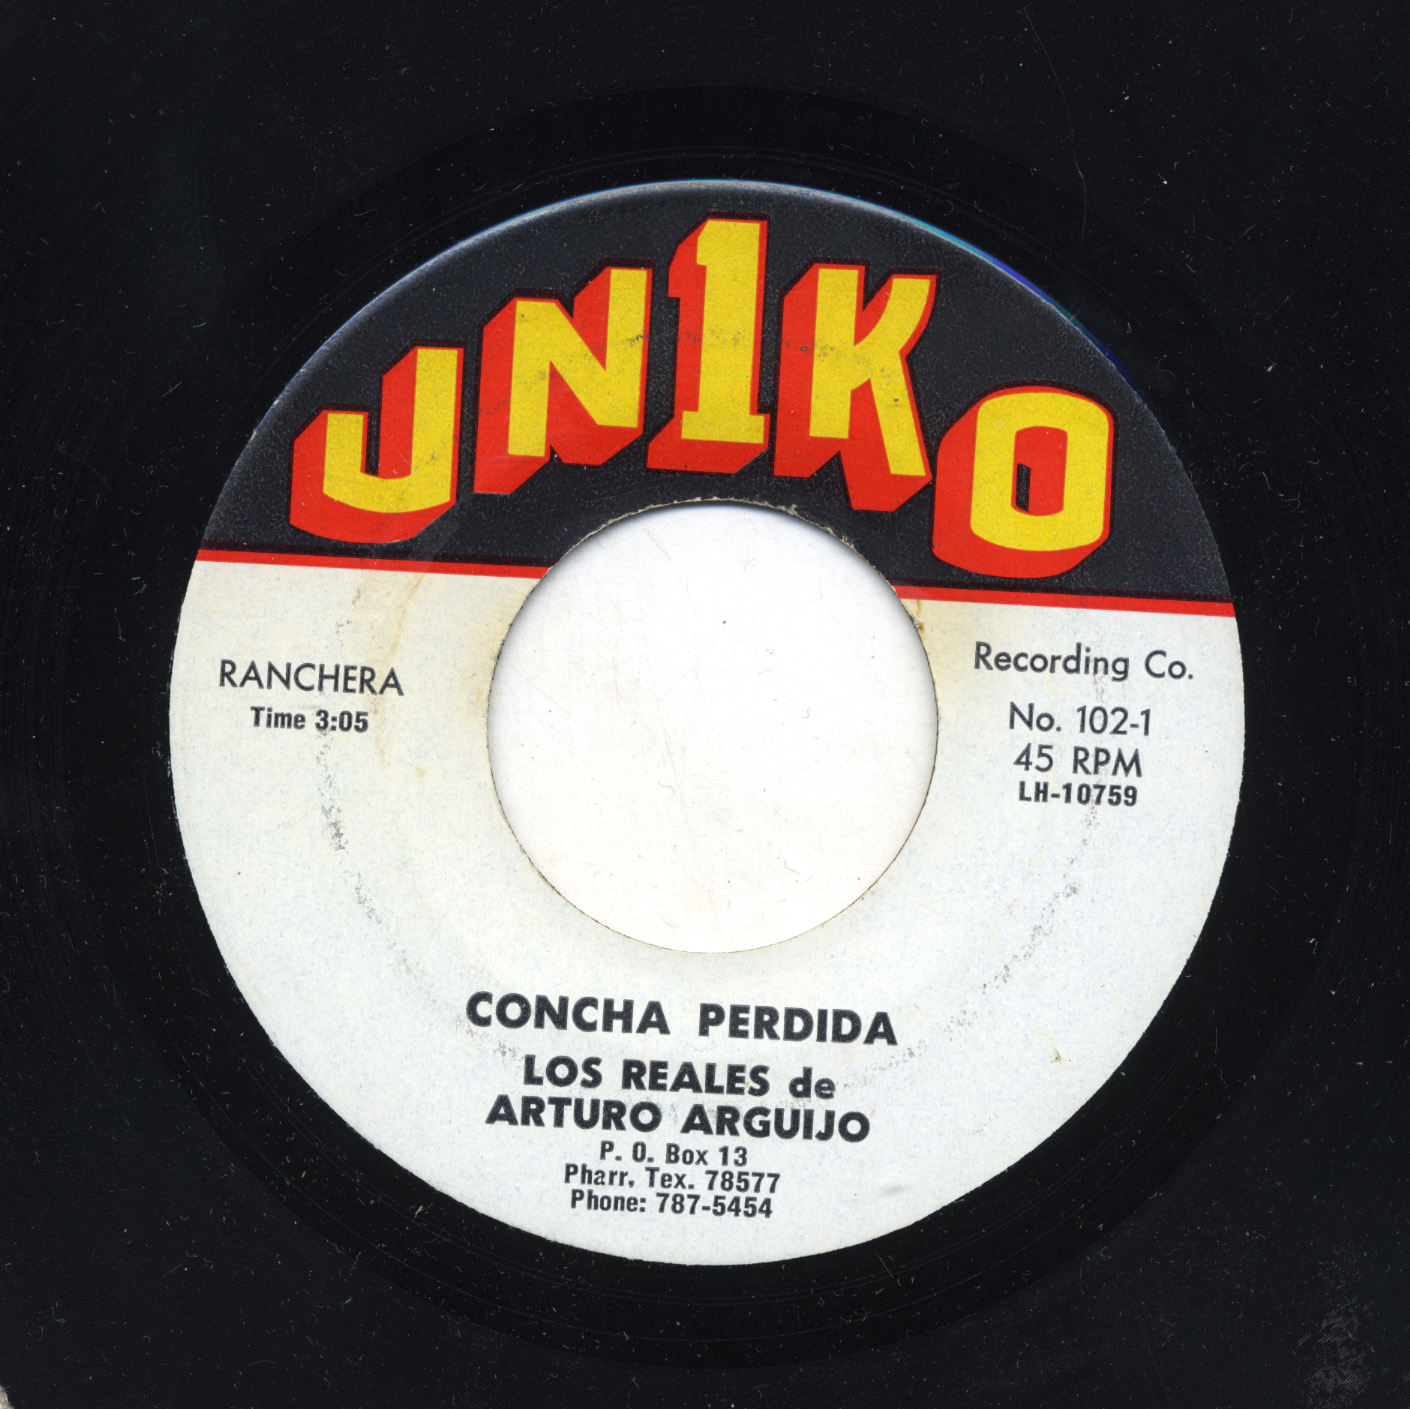 UN1KO
RANCHERA
Time 3:05
Recording Co.
No. 102-1
45 RPM
LH-10759
CONCHA PERDIDA
LOS REALES de
ARTURO ARGUIJO
P. O. Box 13
Pharr, Tex. 78577
Phone: 787-5454